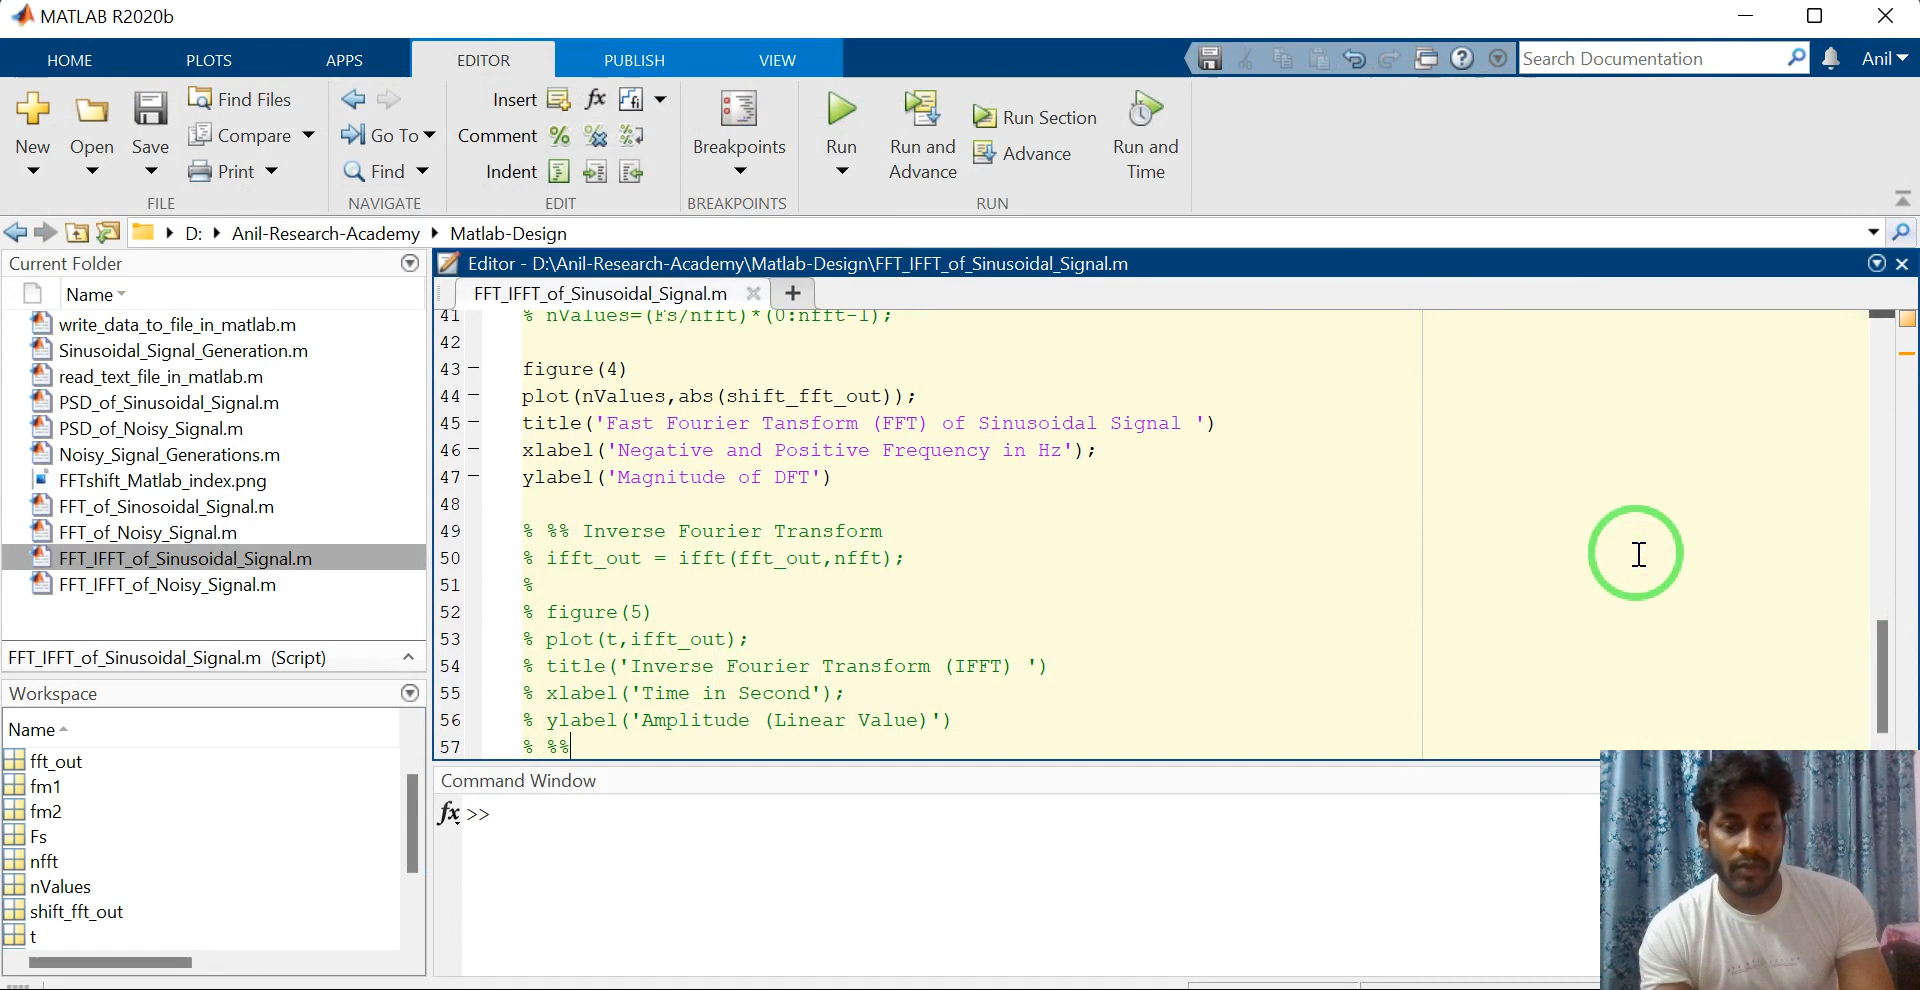 MATLAB R2020b
HOME PLOTS APPS EDITOR PUBLISH VIEW
Search Documentation
Anil
New
Open
Save
Find Files
Compare
Print
FILE
Go To
Find
NAVIGATE
Insert fx fi
Comment % % %
Indent
EDIT
Breakpoints
BREAKPOINTS
Run
Run and Advance
Run Section
Advance
Run and Time
RUN
D: Anil-Research-Academy Matlab-Design
Current Folder
Name
write_data_to_file_in_matlab.m
Sinusoidal_Signal_Generation.m
read_text_file_in_matlab.m
PSD_of_Sinusoidal_Signal.m
PSD_of_Noisy_Signal.m
Noisy_Signal_Generations.m
FFTshift_Matlab_index.png
FFT_of_Sinosoidal_Signal.m
FFT_of_Noisy_Signal.m
FFT_IFFT_of_Sinusoidal_Signal.m
FFT_IFFT_of_Noisy_Signal.m
FFT_IFFT_of_Sinusoidal_Signal.m (Script)
Workspace
Name
fft_out
fm1
fm2
Fs
nfft
nValues
shift_fft_out
t
Editor - D:\Anil-Research-Academy\Matlab-Design\FFT_IFFT_of_Sinusoidal_Signal.m
FFT_IFFT_of_Sinusoidal_Signal.m
41 % nValues=(Fs/nfft)*(0:nfft-1);
42
43 figure(4)
44 plot(nValues,abs(shift_fft_out));
45 title('Fast Fourier Tansform (FFT) of Sinusoidal Signal ')
46 xlabel('Negative and Positive Frequency in Hz');
47 ylabel('Magnitude of DFT')
48
49 % %% Inverse Fourier Transform
50 % ifft_out = ifft(fft_out,nfft);
51 %
52 % figure(5)
53 % plot(t,ifft_out);
54 % title('Inverse Fourier Transform (IFFT) ')
55 % xlabel('Time in Second');
56 % ylabel('Amplitude (Linear Value)')
57 % %%
Command Window
fx >>